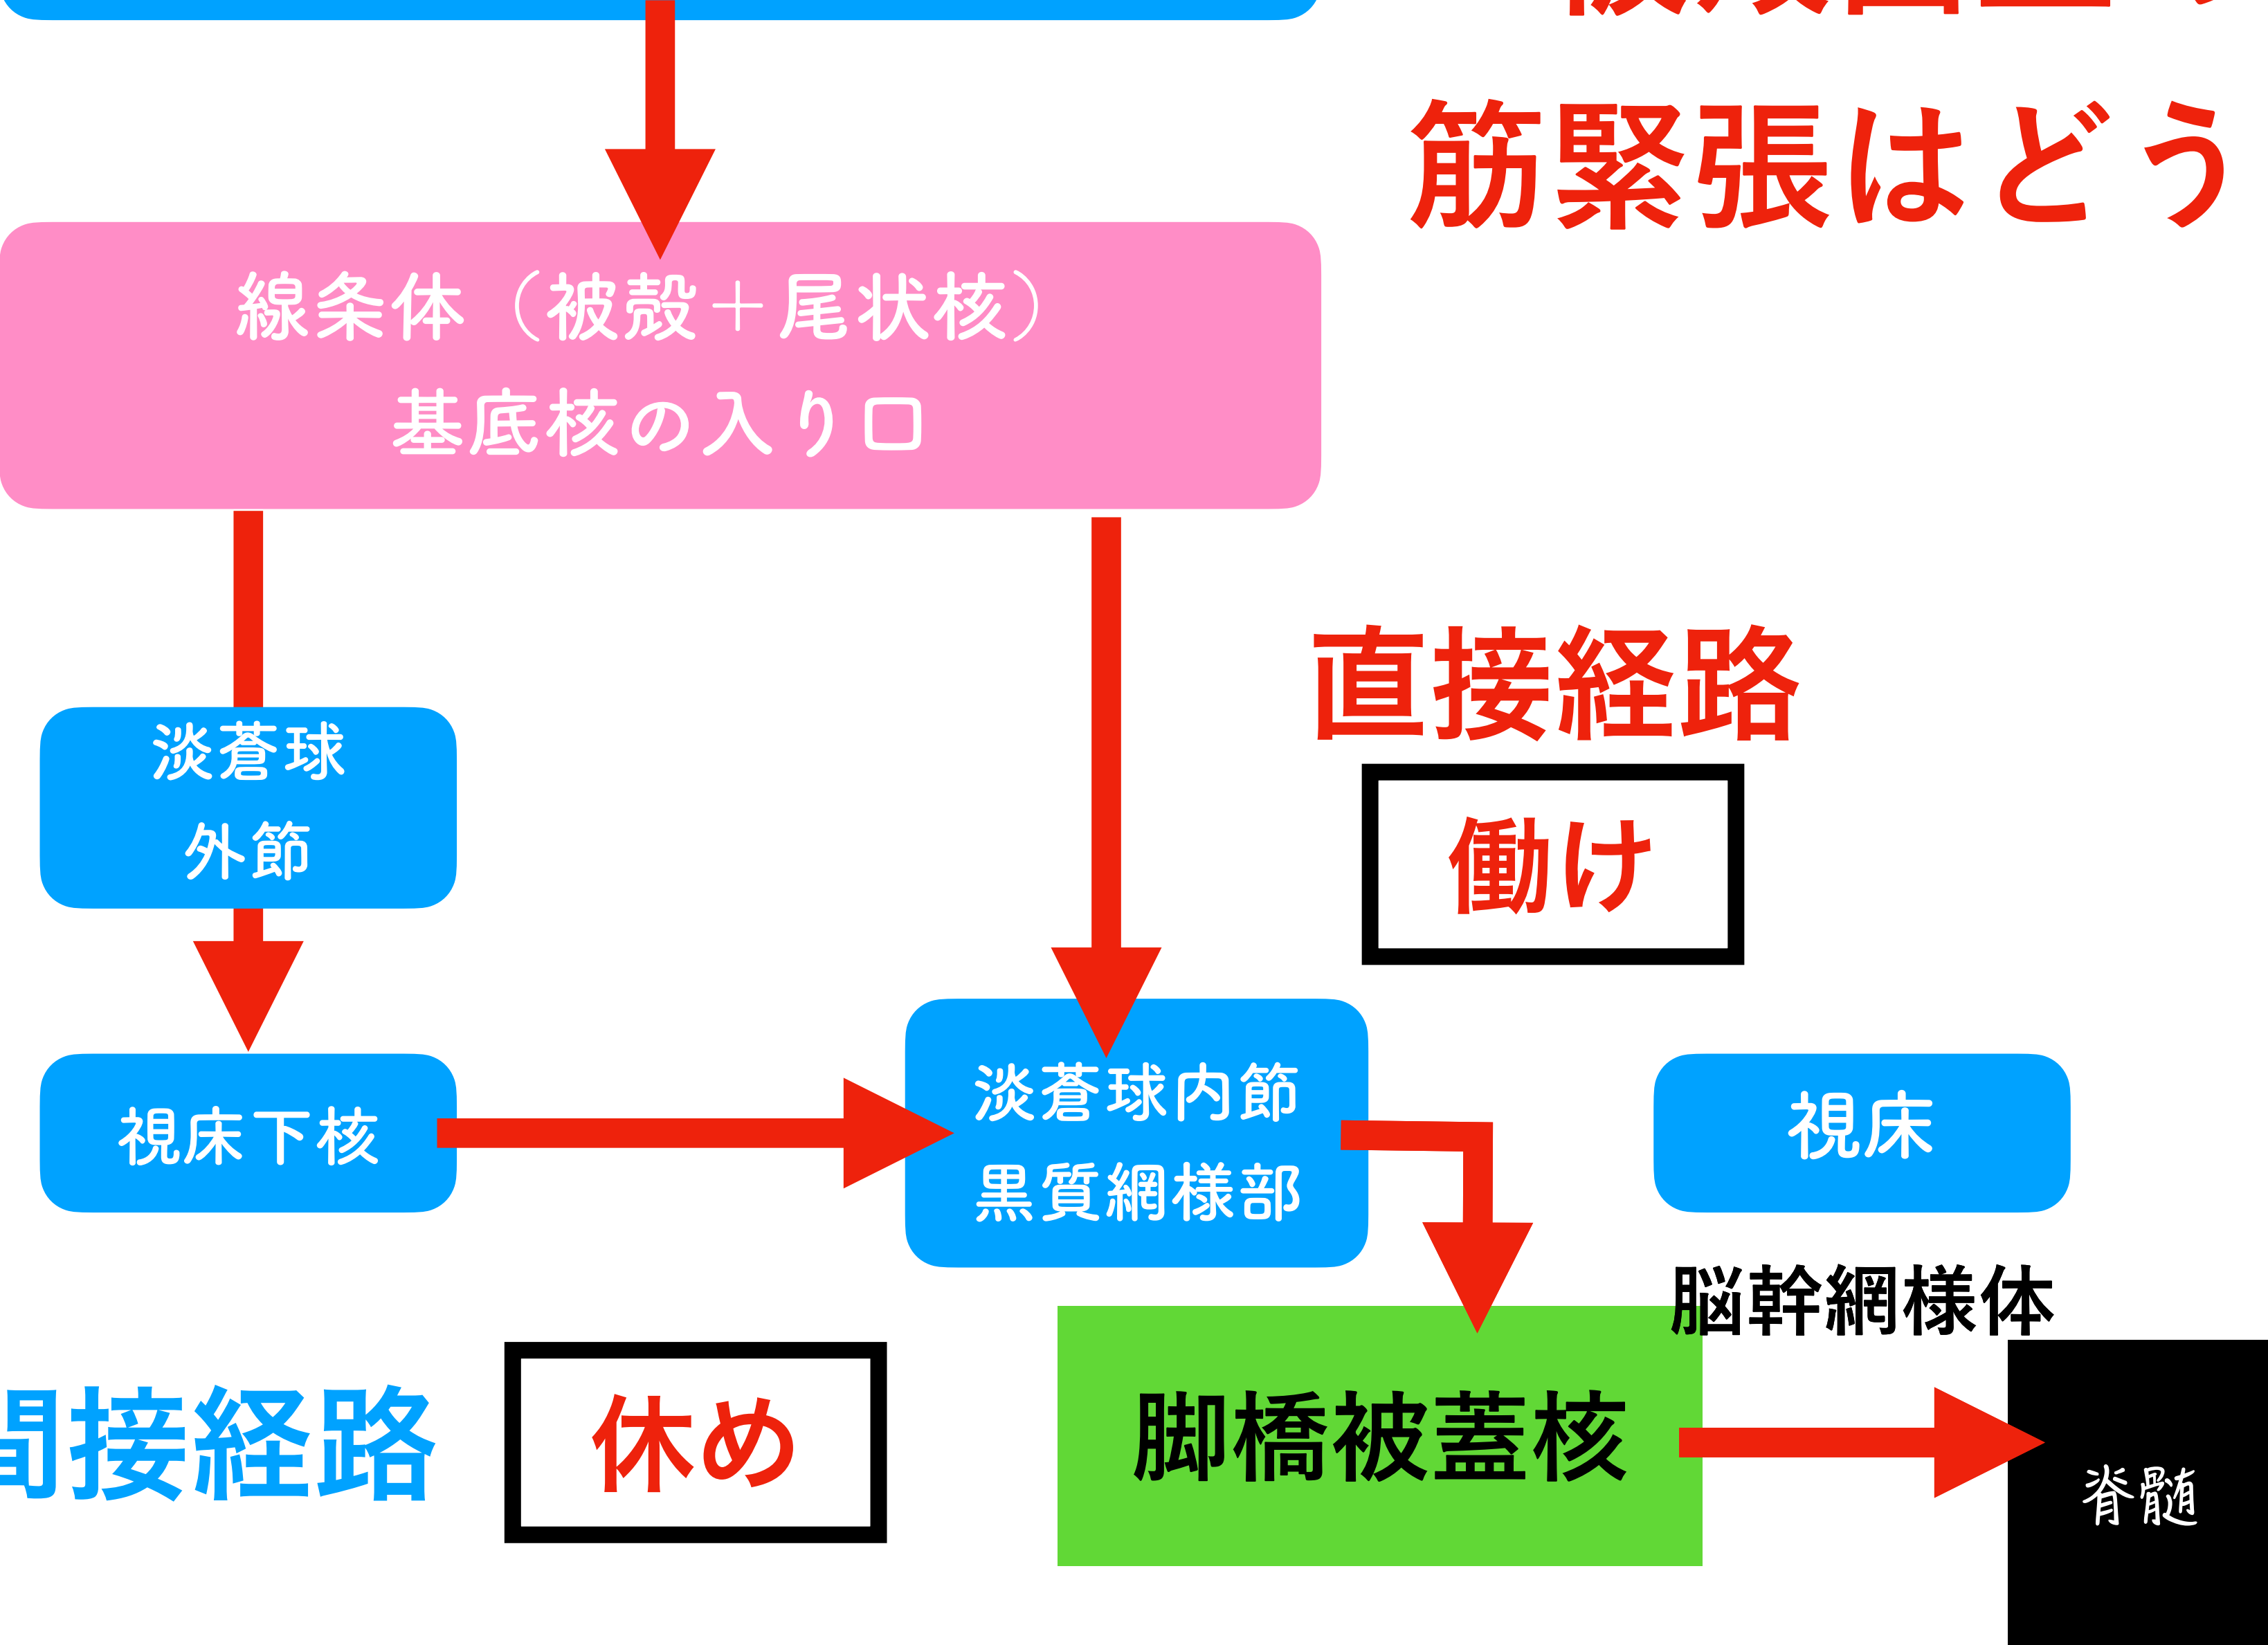 筋緊張はどう
線条体（被殻＋尾状核）
基底核の入り口
直接経路
淡蒼球
外節
働け
視床下核
淡蒼球内節
黒質網様部
視床
脳幹網様体
間接経路
休め
脚橋被蓋核
脊髄